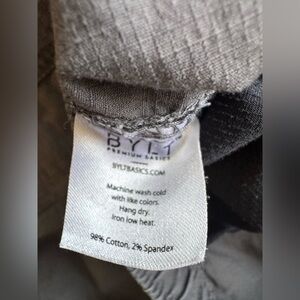 BYLT
PREMIUM BASICS
BYLTBASICS.COM
Machine wash cold
with like colors.
Hang dry.
Iron low heat.
98% Cotton, 2% Spandex